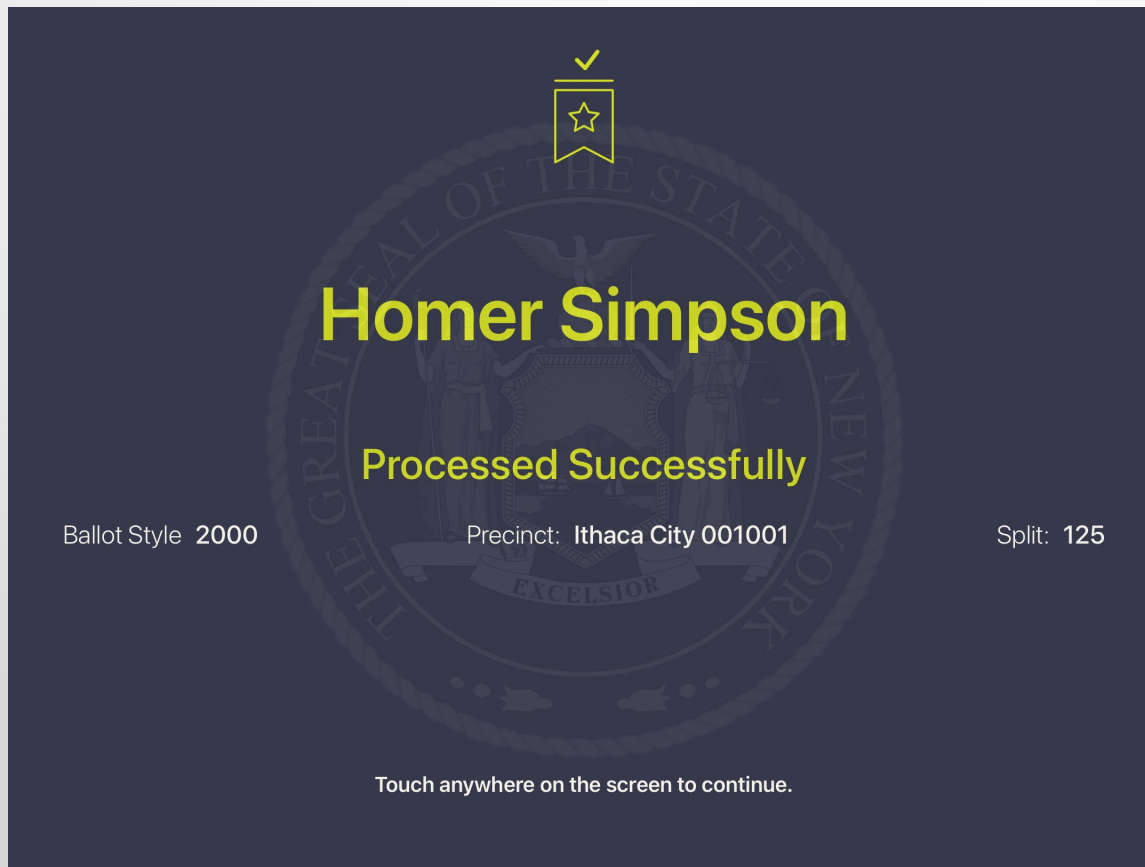 THE GREAT SEAL OF THE STATE OF NEW YORK
Homer Simpson
Processed Successfully
Ballot Style 2000
Precinct: Ithaca City 001001
Split: 125
EXCELSIOR
Touch anywhere on the screen to continue.